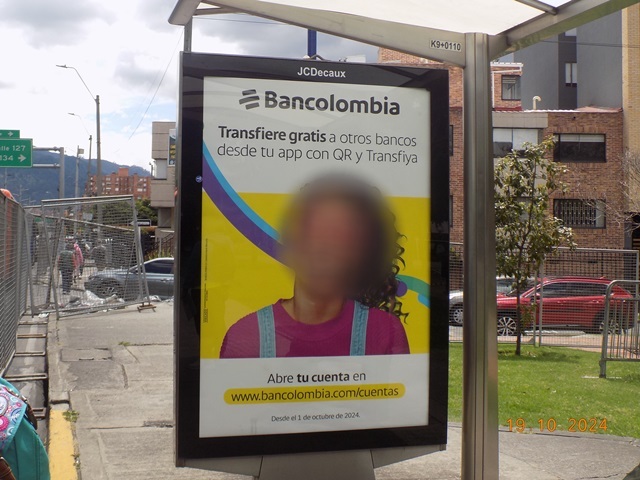 K9+0110
JCDecaux
Bancolombia
Transfiere gratis a otros bancos
desde tu app con QR y Transfiya
127
134
Abre tu cuenta en
www.bancolombia.com/cuentas
Desde el 1 de octubre de 2024.
19 10 2024